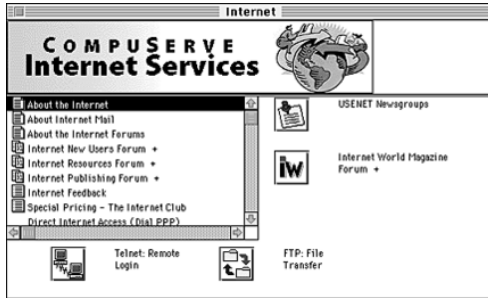 Internet
COMPUSERVE
Internet Services
About the Internet
About Internet Mail
About the Internet Forums
Internet New Users Forum +
Internet Resources Forum +
Internet Publishing Forum +
Internet Feedback
Special Pricing - The Internet Club
Direct Internet Access (Dial PPP)
USENET Newsgroups
iw
Internet World Magazine
Forum +
Telnet: Remote
Login
FTP: File
Transfer